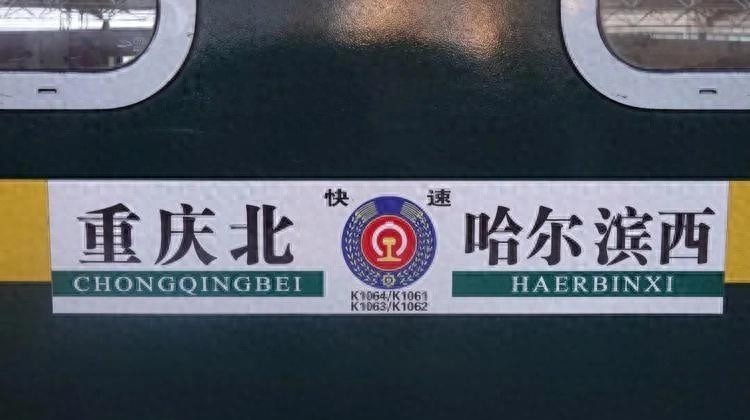 快 速
重庆北
哈尔滨西
CHONGQINGBEI
HAERBINXI
K1064/K1061
K1063/K1062